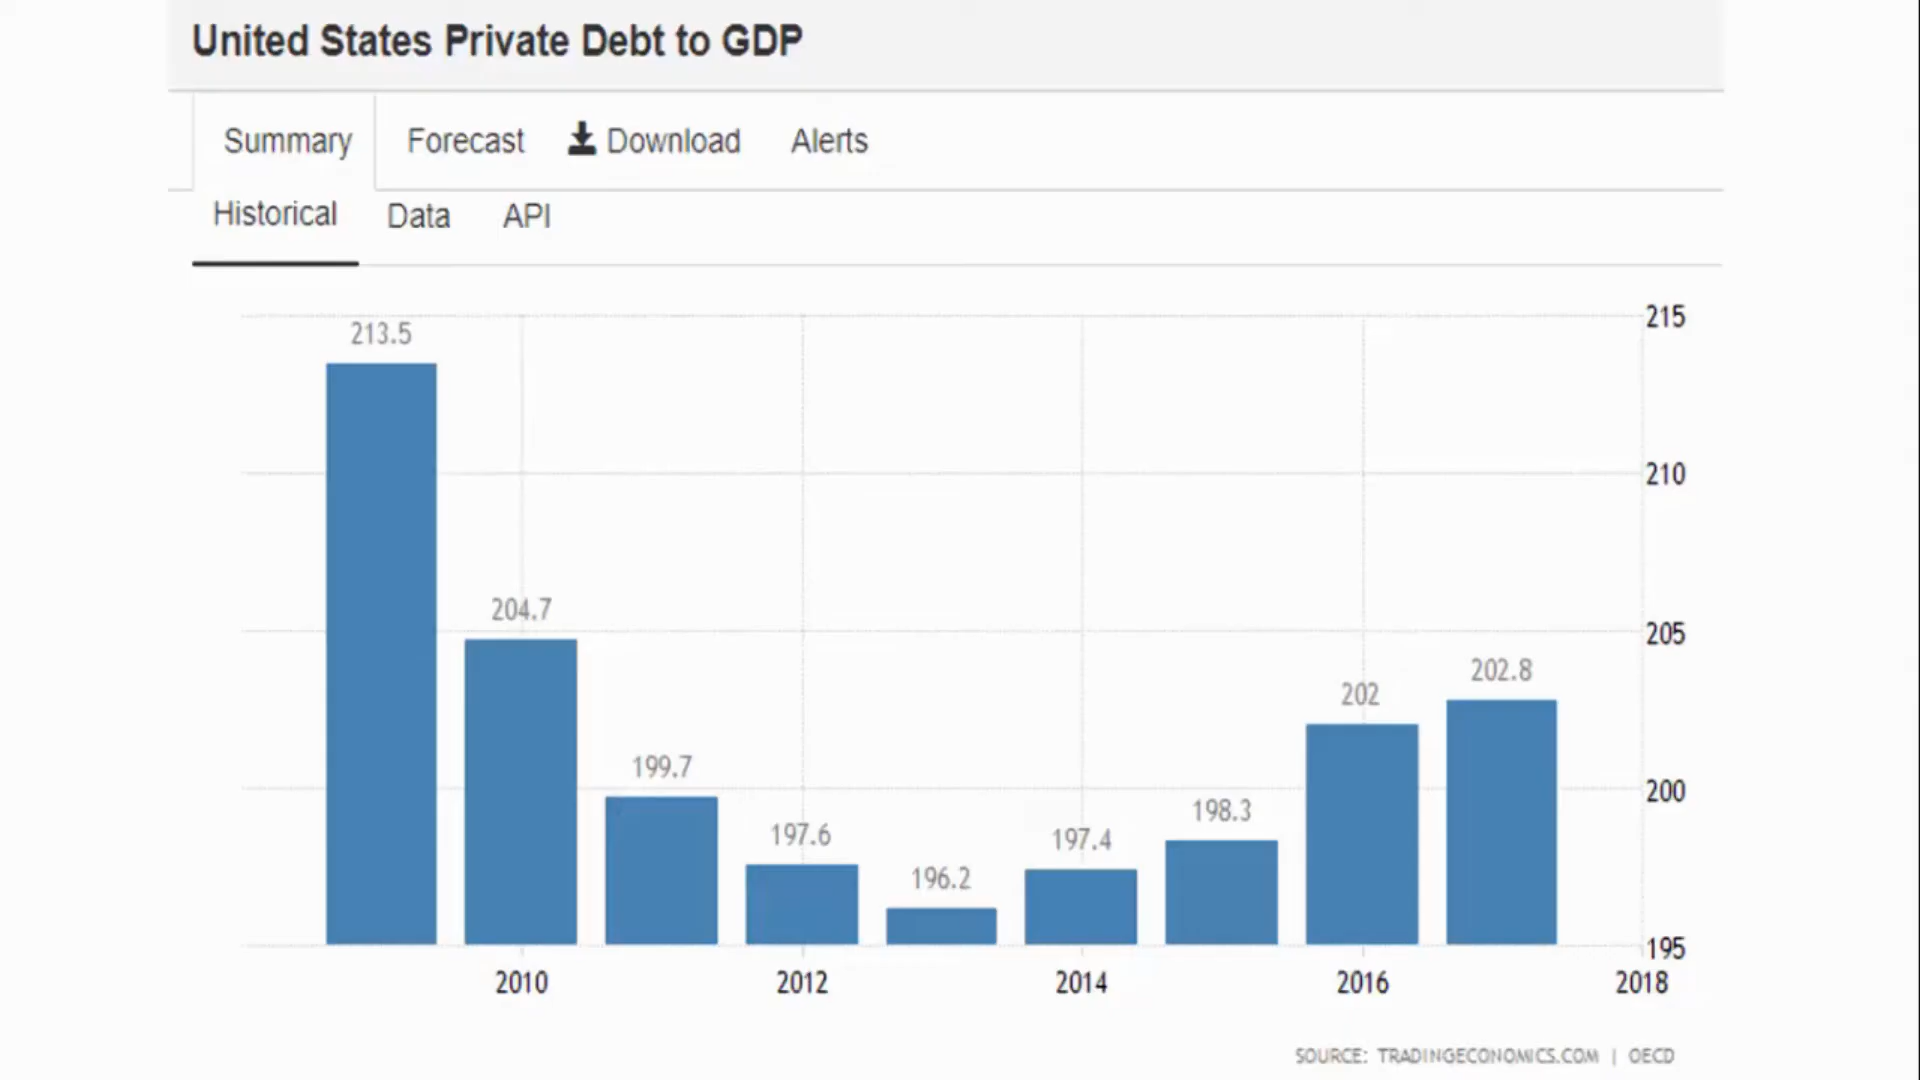 United States Private Debt to GDP
Summary Forecast Download Alerts
Historical Data API
215
213.5
210
204.7
205
202.8
202
199.7
200
198.3
197.6
197.4
196.2
195
2010 2012 2014 2016 2018
SOURCE: TRADINGECONOMICS.COM | OECD